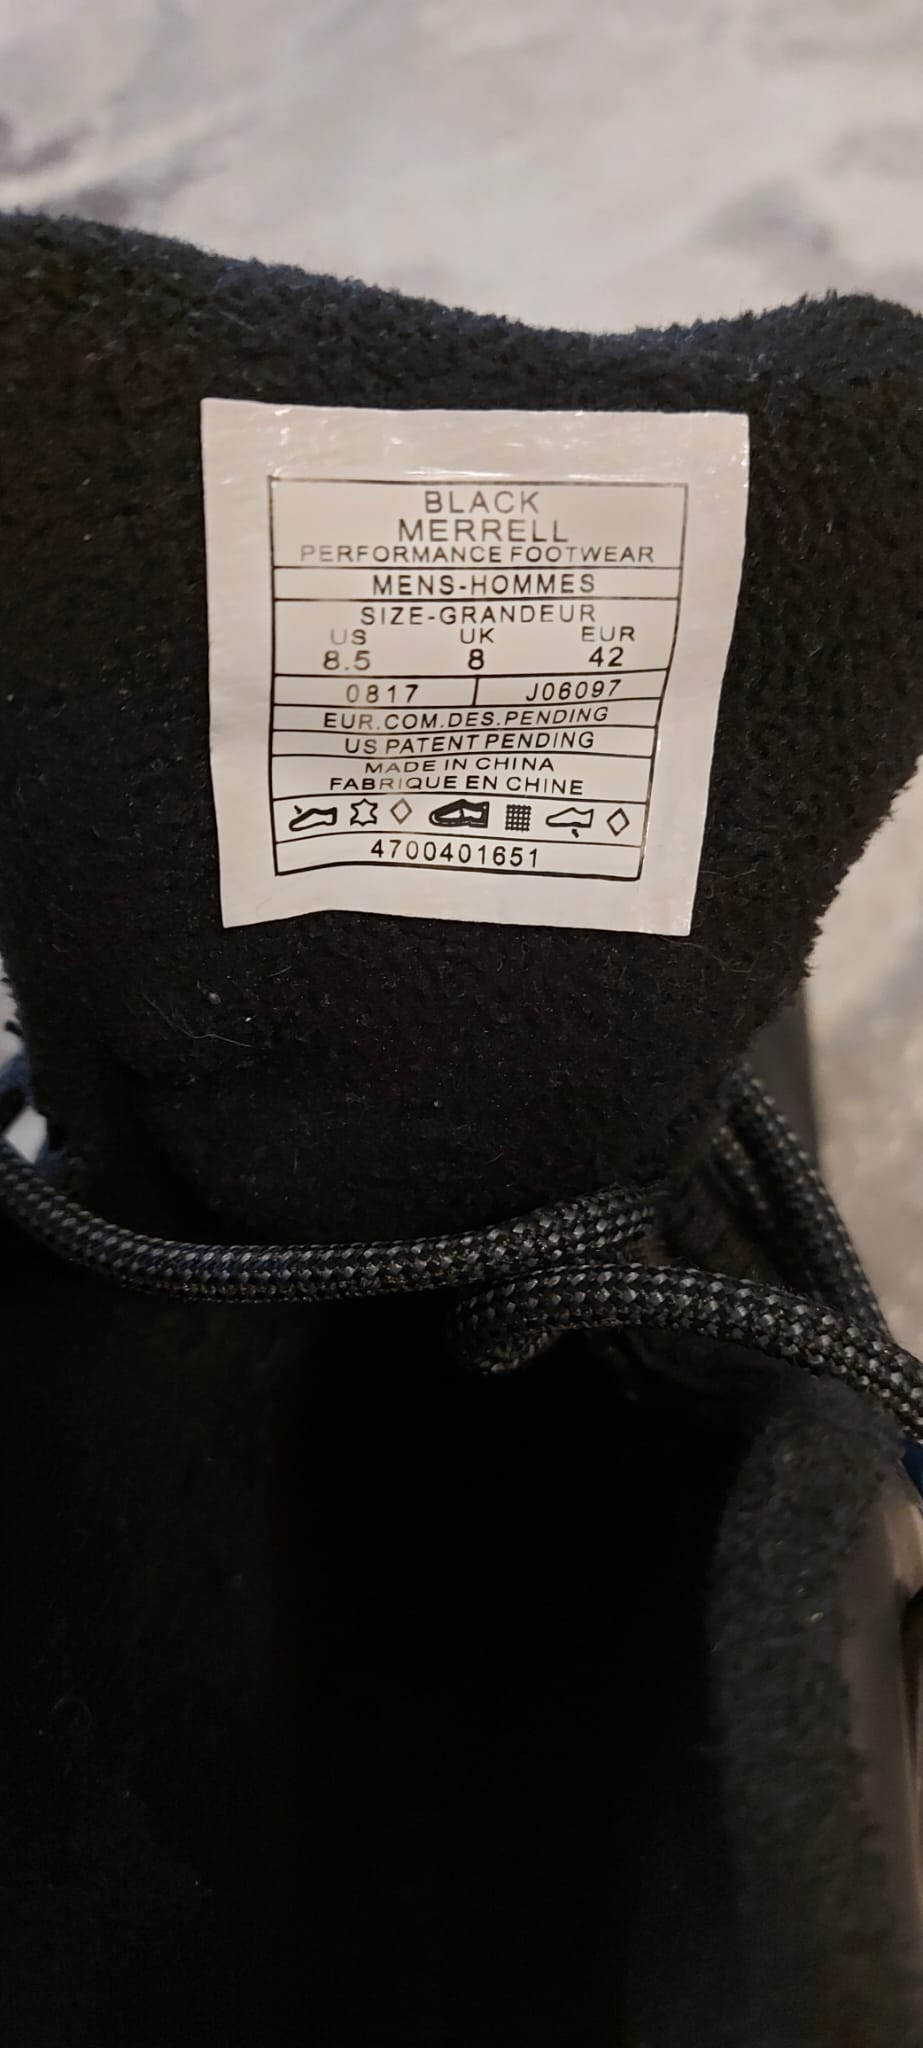 BLACK
MERRELL
PERFORMANCE FOOTWEAR
MENS-HOMMES
SIZE-GRANDEUR
US UK EUR
8.5 8 42
0817 J06097
EUR.COM.DES.PENDING
US PATENT PENDING
MADE IN CHINA
FABRIQUE EN CHINE
4700401651